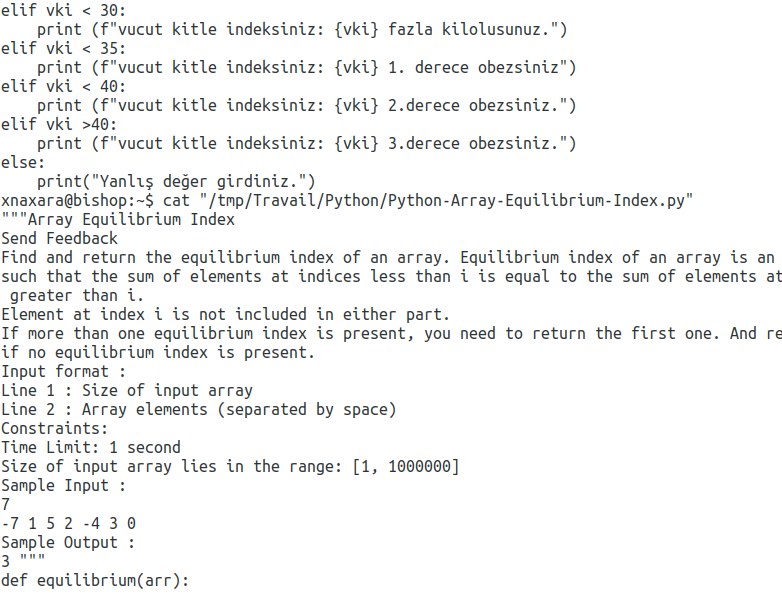 elif vki < 30:
    print (f"vucut kitle indeksiniz: {vki} fazla kilolusunuz.")
elif vki < 35:
    print (f"vucut kitle indeksiniz: {vki} 1. derece obezsiniz")
elif vki < 40:
    print (f"vucut kitle indeksiniz: {vki} 2.derece obezsiniz.")
elif vki >40:
    print (f"vucut kitle indeksiniz: {vki} 3.derece obezsiniz.")
else:
    print("Yanlış değer girdiniz.")
xnaxara@bishop:~$ cat "/tmp/Travail/Python/Python-Array-Equilibrium-Index.py"
"""Array Equilibrium Index
Send Feedback
Find and return the equilibrium index of an array. Equilibrium index of an array is an
such that the sum of elements at indices less than i is equal to the sum of elements at
 greater than i.
Element at index i is not included in either part.
If more than one equilibrium index is present, you need to return the first one. And re
if no equilibrium index is present.
Input format :
Line 1 : Size of input array
Line 2 : Array elements (separated by space)
Constraints:
Time Limit: 1 second
Size of input array lies in the range: [1, 1000000]
Sample Input :
7
-7 1 5 2 -4 3 0
Sample Output :
3 """
def equilibrium(arr):